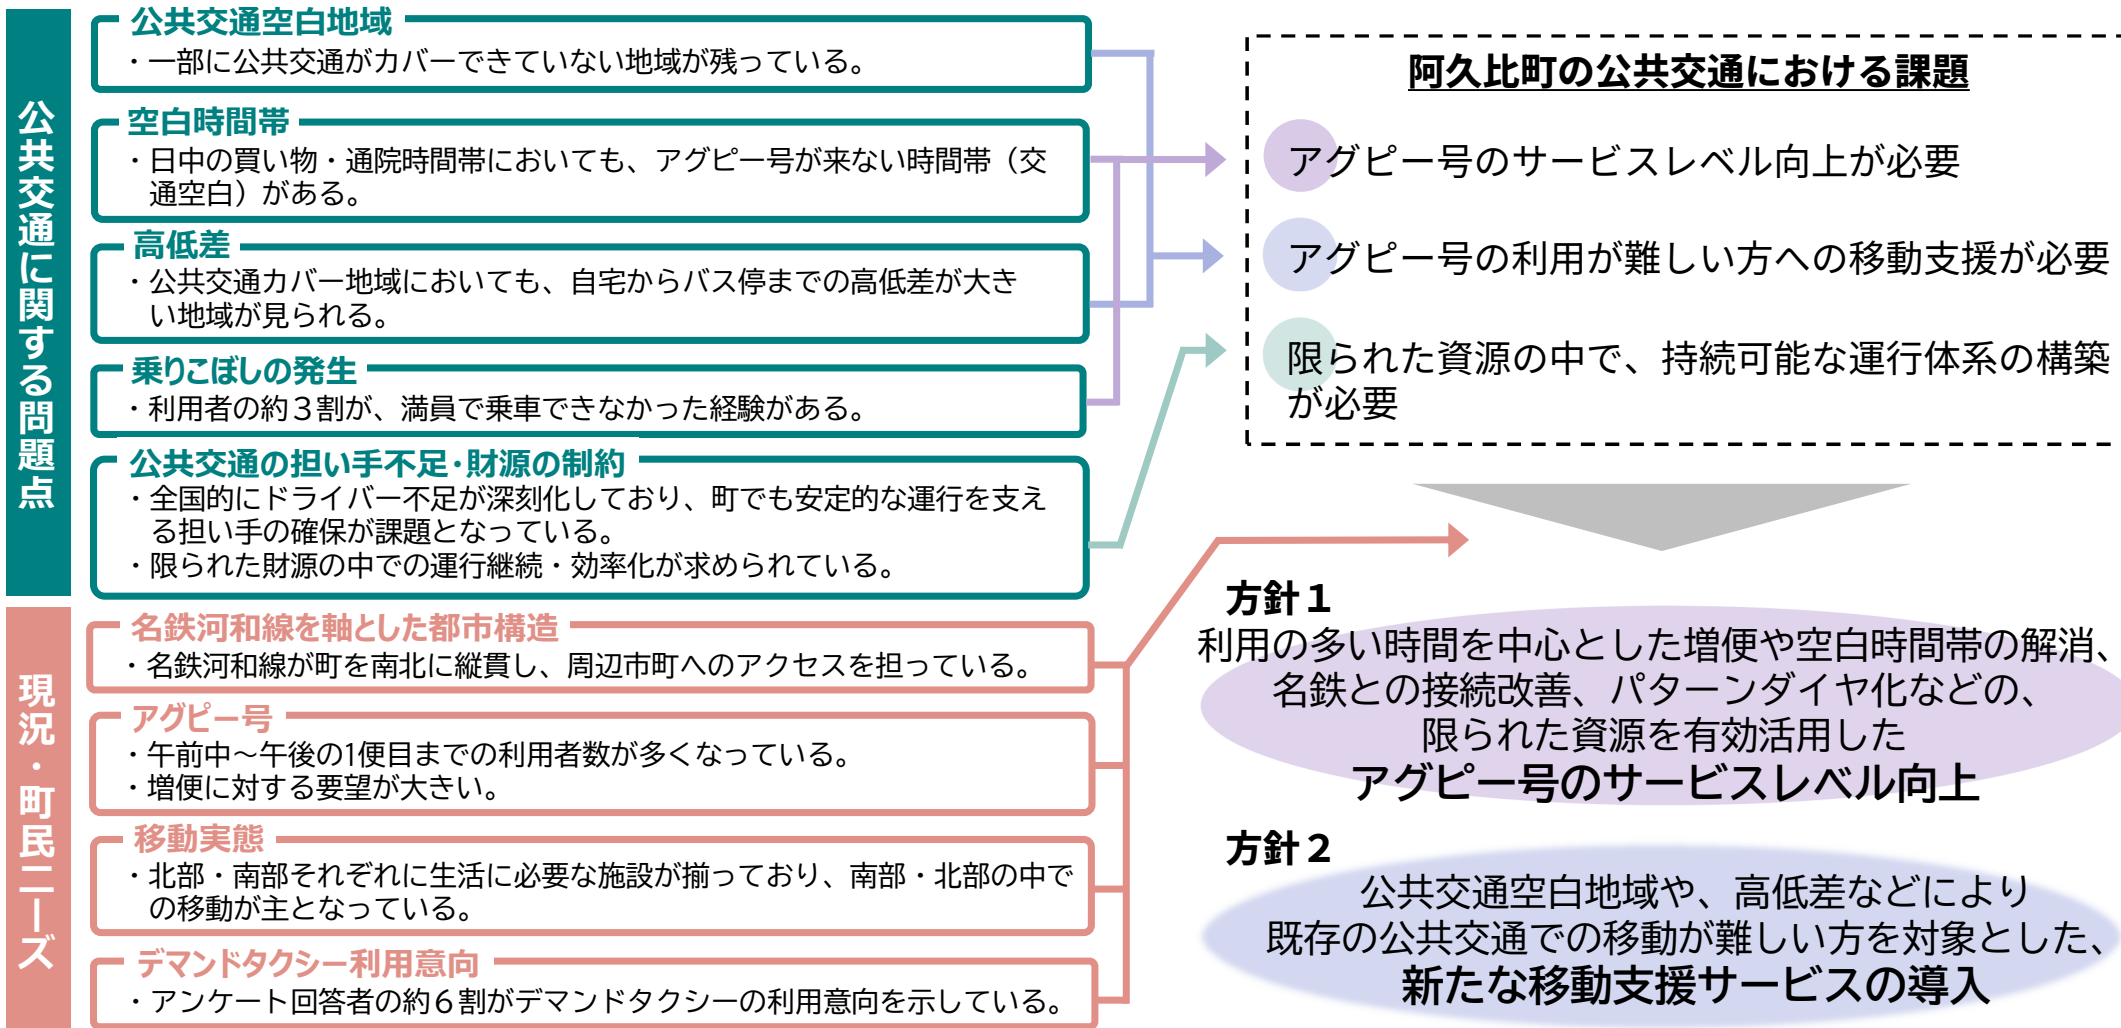 公共交通に関する問題点
公共交通空白地域
・一部に公共交通がカバーできていない地域が残っている。
空白時間帯
・日中の買い物・通院時間帯においても、アグピー号が来ない時間帯（交
通空白）がある。
高低差
・公共交通カバー地域においても、自宅からバス停までの高低差が大き
い地域が見られる。
乗りこぼしの発生
・利用者の約３割が、満員で乗車できなかった経験がある。
公共交通の担い手不足･財源の制約
・全国的にドライバー不足が深刻化しており、町でも安定的な運行を支え
る担い手の確保が課題となっている。
・限られた財源の中での運行継続・効率化が求められている。
現況・町民ニーズ
名鉄河和線を軸とした都市構造
・名鉄河和線が町を南北に縦貫し、周辺市町へのアクセスを担っている。
アグピー号
・午前中～午後の1便目までの利用者数が多くなっている。
・増便に対する要望が大きい。
移動実態
・北部・南部それぞれに生活に必要な施設が揃っており、南部・北部の中で
の移動が主となっている。
デマンドタクシー利用意向
・アンケート回答者の約６割がデマンドタクシーの利用意向を示している。
阿久比町の公共交通における課題
アグピー号のサービスレベル向上が必要
アグピー号の利用が難しい方への移動支援が必要
限られた資源の中で、持続可能な運行体系の構築
が必要
方針１
利用の多い時間を中心とした増便や空白時間帯の解消、
名鉄との接続改善、パターンダイヤ化などの、
限られた資源を有効活用した
アグピー号のサービスレベル向上
方針２
公共交通空白地域や、高低差などにより
既存の公共交通での移動が難しい方を対象とした、
新たな移動支援サービスの導入